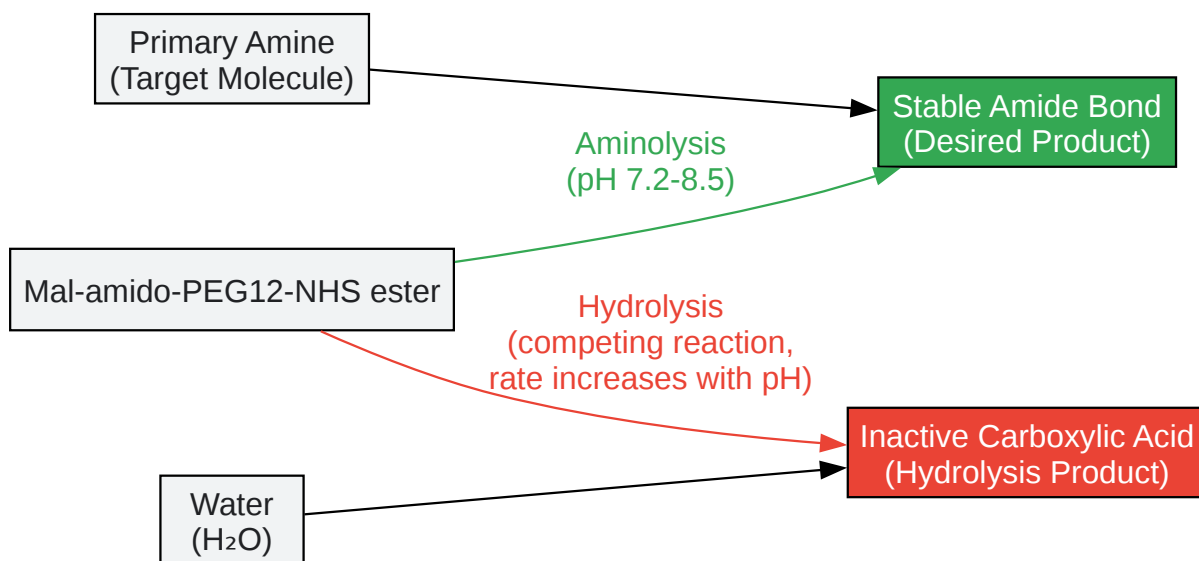 Primary Amine
(Target Molecule)
Stable Amide Bond
(Desired Product)
Aminolysis
(pH 7.2-8.5)
Mal-amido-PEG12-NHS ester
Hydrolysis
(competing reaction,
rate increases with pH)
Inactive Carboxylic Acid
(Hydrolysis Product)
Water
(H₂O)